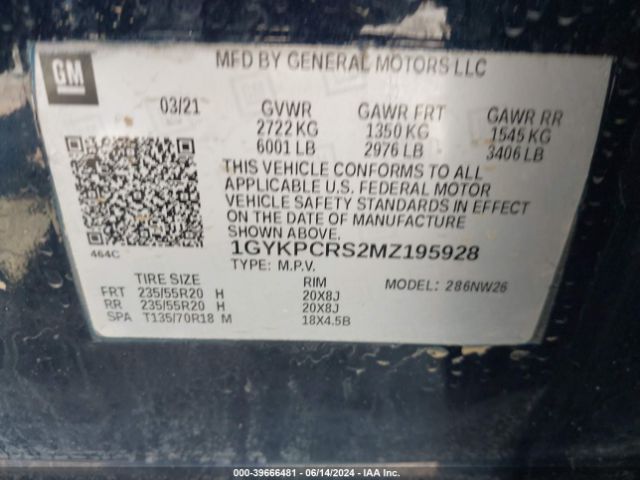 GM
MFD BY GENERAL MOTORS LLC
03/21 GVWR GAWR FRT GAWR RR
2722 KG 1350 KG 1545 KG
6001 LB 2976 LB 3406 LB
THIS VEHICLE CONFORMS TO ALL
APPLICABLE U.S. FEDERAL MOTOR
VEHICLE SAFETY STANDARDS IN EFFECT
ON THE DATE OF MANUFACTURE
SHOWN ABOVE.
464C
1GYKPCRS2MZ195928
TYPE: M.P.V.
TIRE SIZE RIM MODEL: 286NW26
FRT 235/55R20 H 20X8J
RR 235/55R20 H 20X8J
SPA T135/70R18 M 18X4.5B
000-39666481 - 06/14/2024 - IAA Inc.